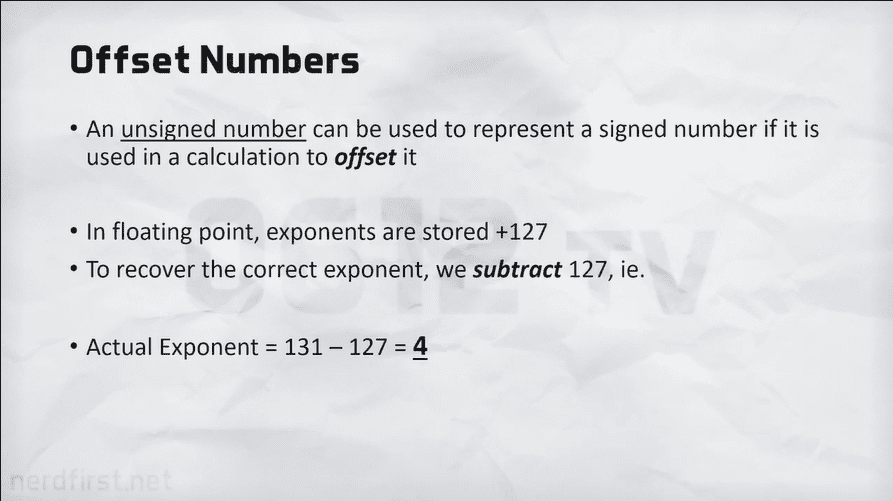 Offset Numbers
• An unsigned number can be used to represent a signed number if it is
used in a calculation to offset it
• In floating point, exponents are stored +127
• To recover the correct exponent, we subtract 127, ie.
• Actual Exponent = 131 – 127 = 4
0612 TV
nerdfirst.net